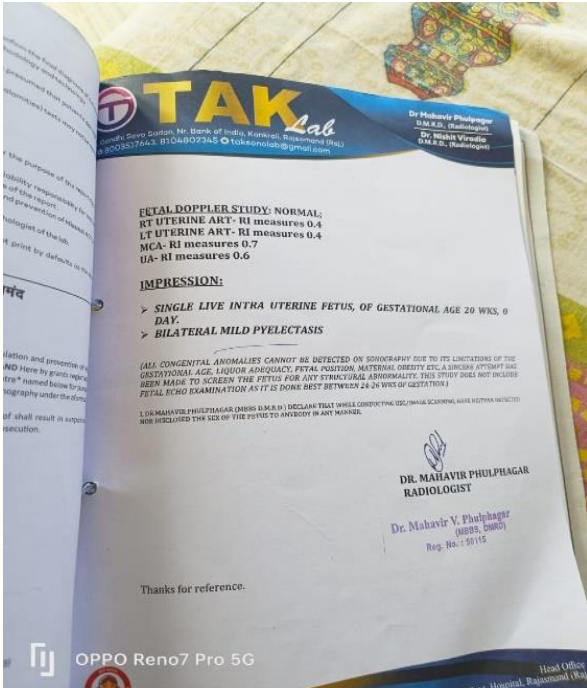 TAK
Lab
Gandhi Seva Sadan, Nr. Bank of India, Kankroli, Rajsamand (Raj.)
8003517643, 8104802345 taksonolab@gmail.com
Dr Mahavir Phulpagar
D.M.R.D., (Radiologist)
Dr. Nishit Viradia
D.M.R.D., (Radiologist)
FETAL DOPPLER STUDY: NORMAL;
RT UTERINE ART- RI measures 0.4
LT UTERINE ART- RI measures 0.4
MCA- RI measures 0.7
UA- RI measures 0.6
IMPRESSION:
➢ SINGLE LIVE INTRA UTERINE FETUS, OF GESTATIONAL AGE 20 WKS, 0
DAY.
➢ BILATERAL MILD PYELECTASIS
(ALL CONGENITAL ANOMALIES CANNOT BE DETECTED ON SONOGRAPHY DUE TO ITS LIMITATIONS OF THE
GESTATIONAL AGE, LIQUOR ADEQUACY, FETAL POSITION, MATERNAL OBESITY ETC, A SINCERE ATTEMPT HAS
BEEN MADE TO SCREEN THE FETUS FOR ANY STRUCTURAL ABNORMALITY. THIS STUDY DOES NOT INCLUDE
FETAL ECHO EXAMINATION AS IT IS DONE BEST BETWEEN 24-26 WKS OF GESTATION.)
I, DR.MAHAVIR PHULPHAGAR (MBBS D.M.R.D ) DECLARE THAT WHILE CONDUCTING USG/IMAGE SCANNING, HAVE NEITHER DETECTED
NOR DISCLOSED THE SEX OF THE FETUS TO ANYBODY IN ANY MANNER.
DR. MAHAVIR PHULPHAGAR
RADIOLOGIST
Dr. Mahavir V. Phulphagar
(MBBS, DMRD)
Reg. No. : 50115
Thanks for reference.
OPPO Reno7 Pro 5G
Head Office
Hospital, Rajasmand (Raj